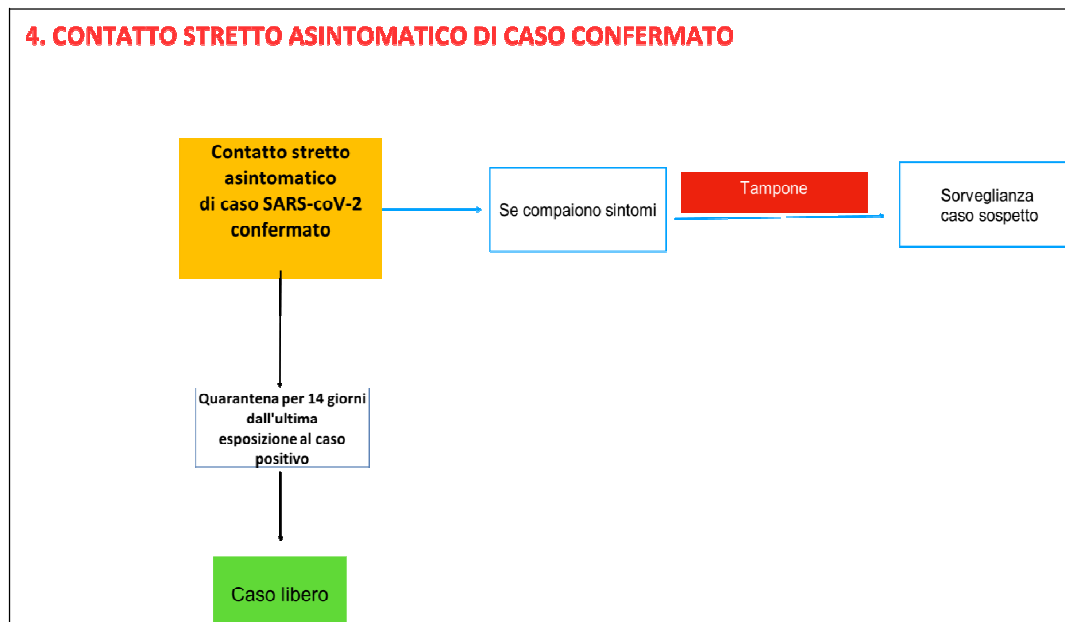 4. CONTATTO STRETTO ASINTOMATICO DI CASO CONFERMATO
Contatto stretto
asintomatico
di caso SARS-coV-2
confermato
Se compaiono sintomi
Tampone
Sorveglianza
caso sospetto
Quarantena per 14 giorni
dall'ultima
esposizione al caso
positivo
Caso libero